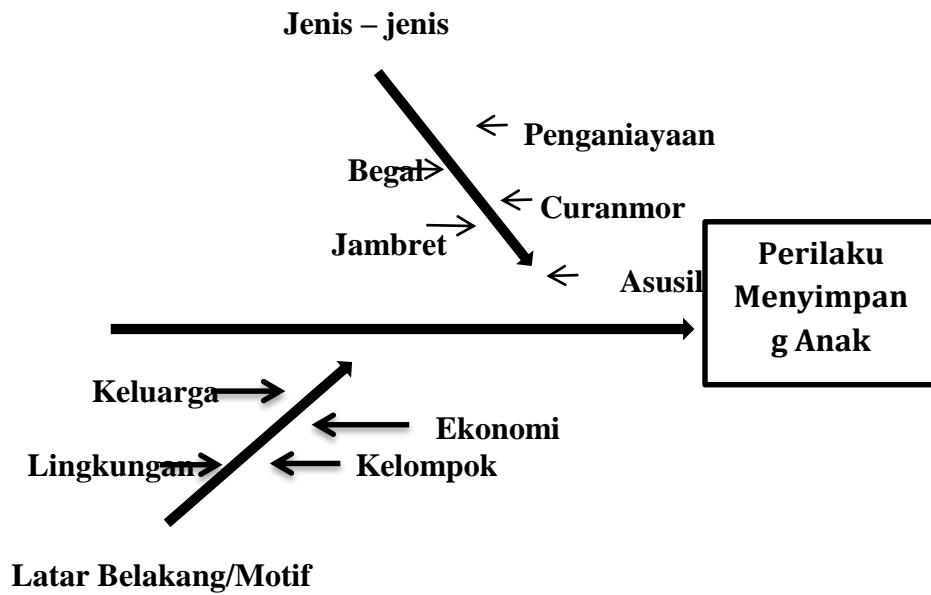 Jenis – jenis
Penganiayaan
Begal
Curanmor
Jambret
Asusil
Perilaku
Menyimpan
g Anak
Keluarga
Ekonomi
Lingkungan
Kelompok
Latar Belakang/Motif